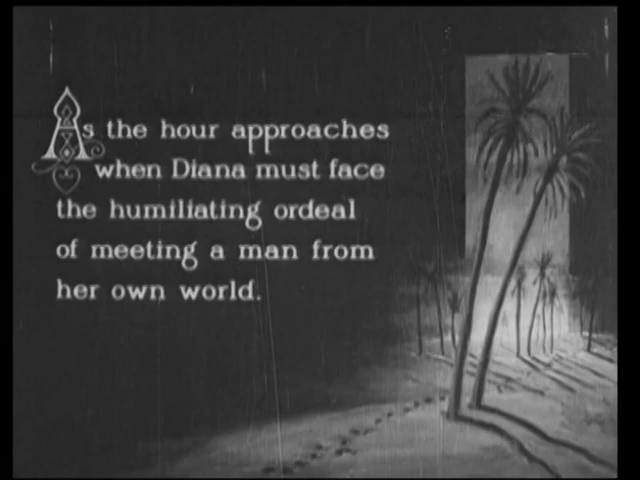 As the hour approaches
when Diana must face
the humiliating ordeal
of meeting a man from
her own world.